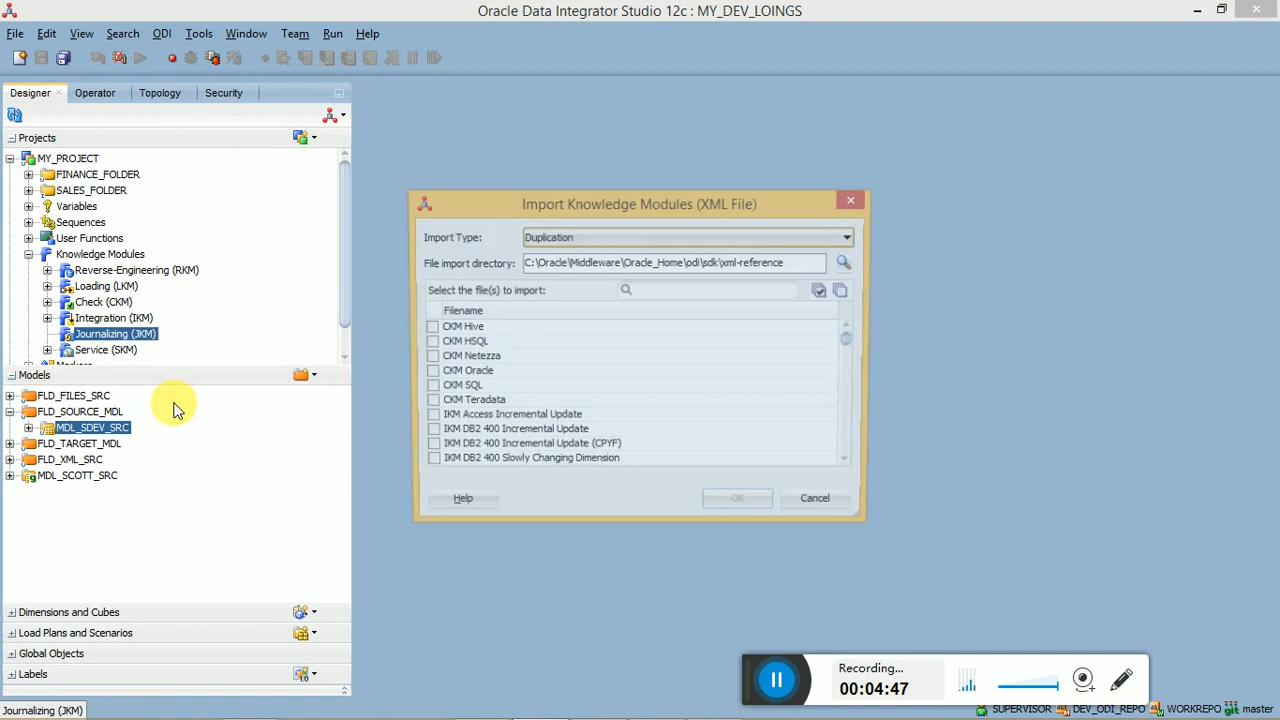 Oracle Data Integrator Studio 12c : MY_DEV_LOINGS
File Edit View Search ODI Tools Window Team Run Help
Designer Operator Topology Security
Projects
MY_PROJECT
FINANCE_FOLDER
SALES_FOLDER
Variables
Sequences
User Functions
Knowledge Modules
Reverse-Engineering (RKM)
Loading (LKM)
Check (CKM)
Integration (IKM)
Journalizing (JKM)
Service (SKM)
Models
FLD_FILES_SRC
FLD_SOURCE_MDL
MDL_SDEV_SRC
FLD_TARGET_MDL
FLD_XML_SRC
MDL_SCOTT_SRC
Dimensions and Cubes
Load Plans and Scenarios
Global Objects
Labels
Import Knowledge Modules (XML File)
Import Type: Duplication
File import directory: C:\Oracle\Middleware\Oracle_Home\odi\sdk\xml-reference
Select the file(s) to import:
Filename
CKM Hive
CKM HSQL
CKM Netezza
CKM Oracle
CKM SQL
CKM Teradata
IKM Access Incremental Update
IKM DB2 400 Incremental Update
IKM DB2 400 Incremental Update (CPYF)
IKM DB2 400 Slowly Changing Dimension
Help OK Cancel
Recording...
00:04:47
Journalizing (JKM)
SUPERVISOR DEV_ODI_REPO WORKREPO master